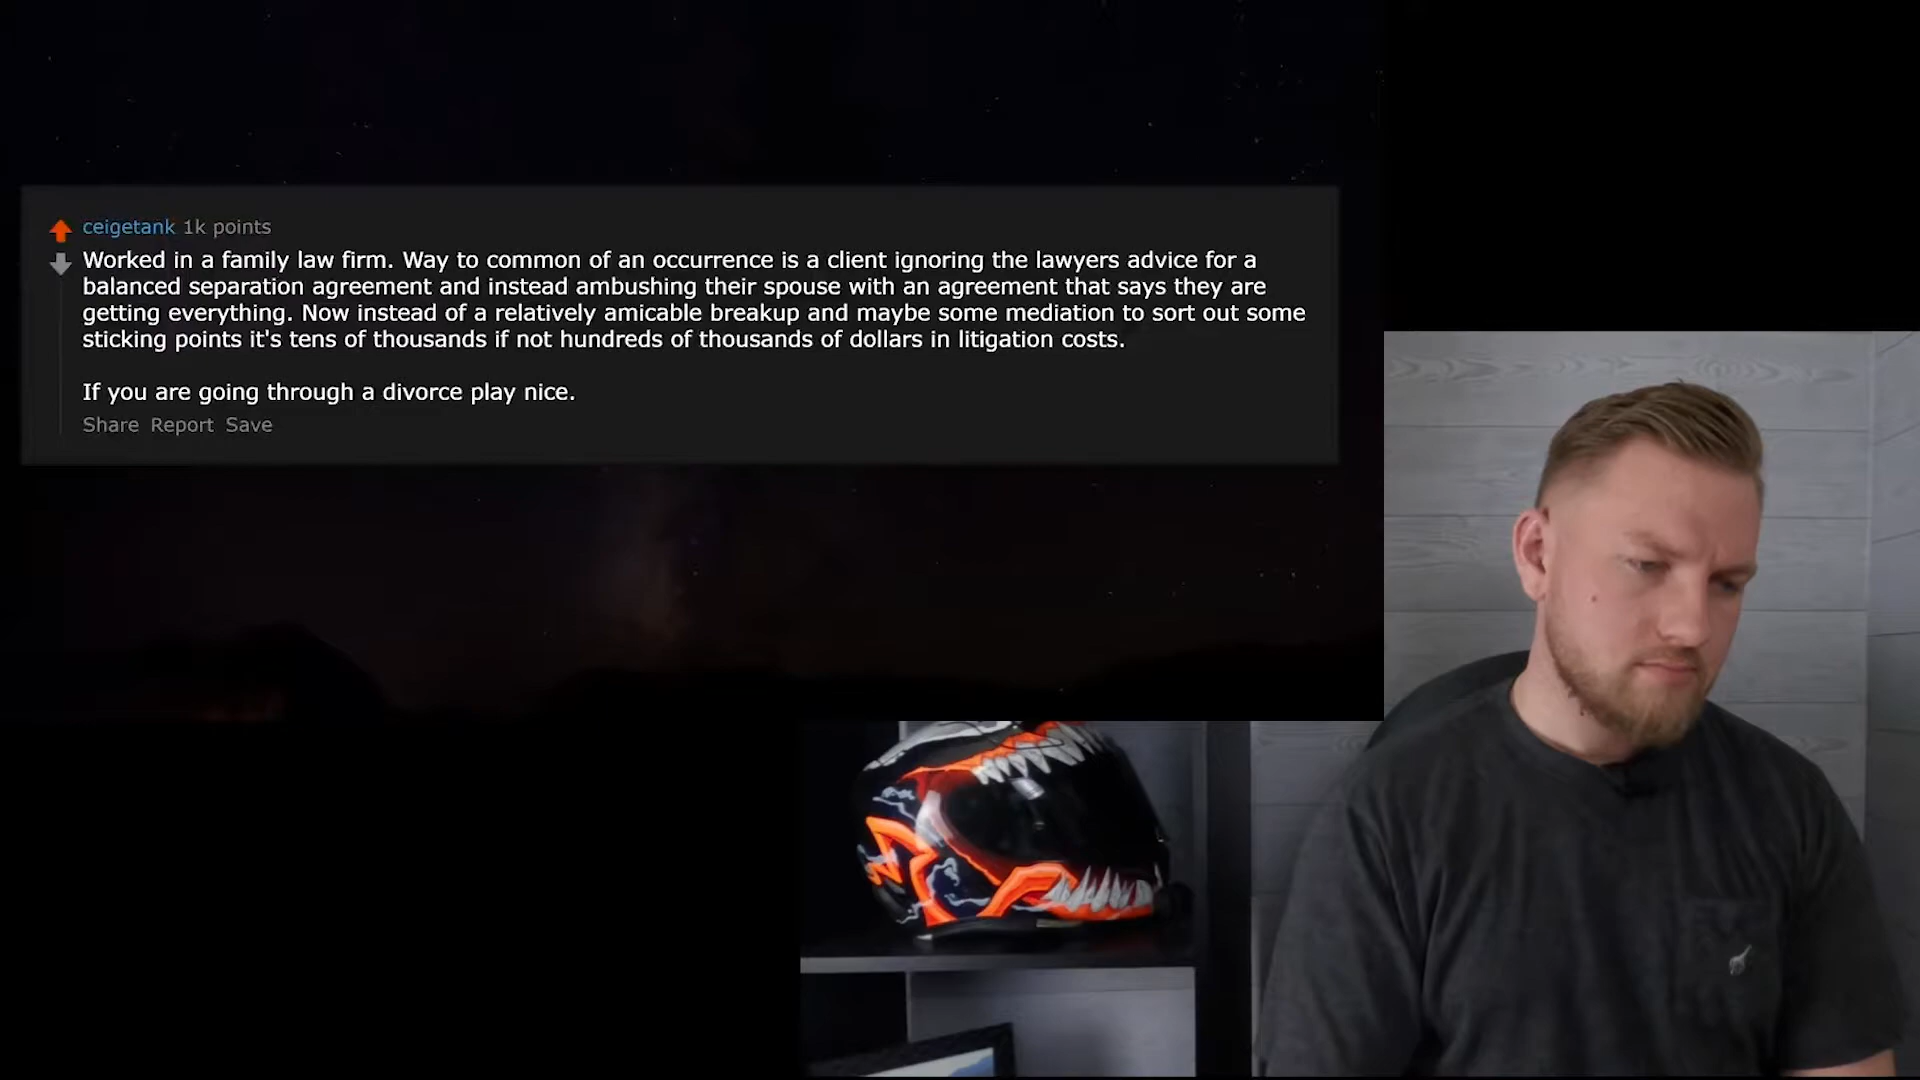 ceigetank 1k points
Worked in a family law firm. Way to common of an occurrence is a client ignoring the lawyers advice for a
balanced separation agreement and instead ambushing their spouse with an agreement that says they are
getting everything. Now instead of a relatively amicable breakup and maybe some mediation to sort out some
sticking points it's tens of thousands if not hundreds of thousands of dollars in litigation costs.
If you are going through a divorce play nice.
Share Report Save